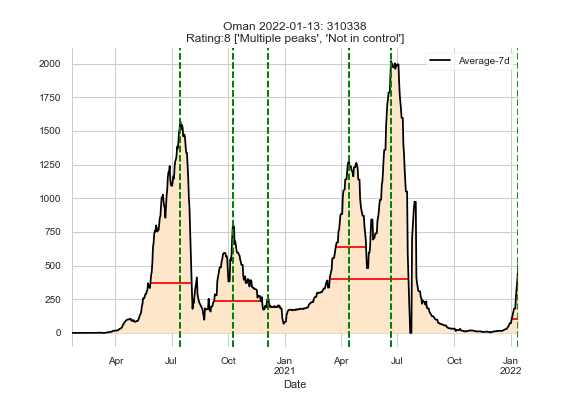 Oman 2022-01-13: 310338
Rating:8 ['Multiple peaks', 'Not in control']
Average-7d
2000
1750
1500
1250
1000
750
500
250
0
Apr Jul Oct Jan Apr Jul Oct Jan
2021 2022
Date